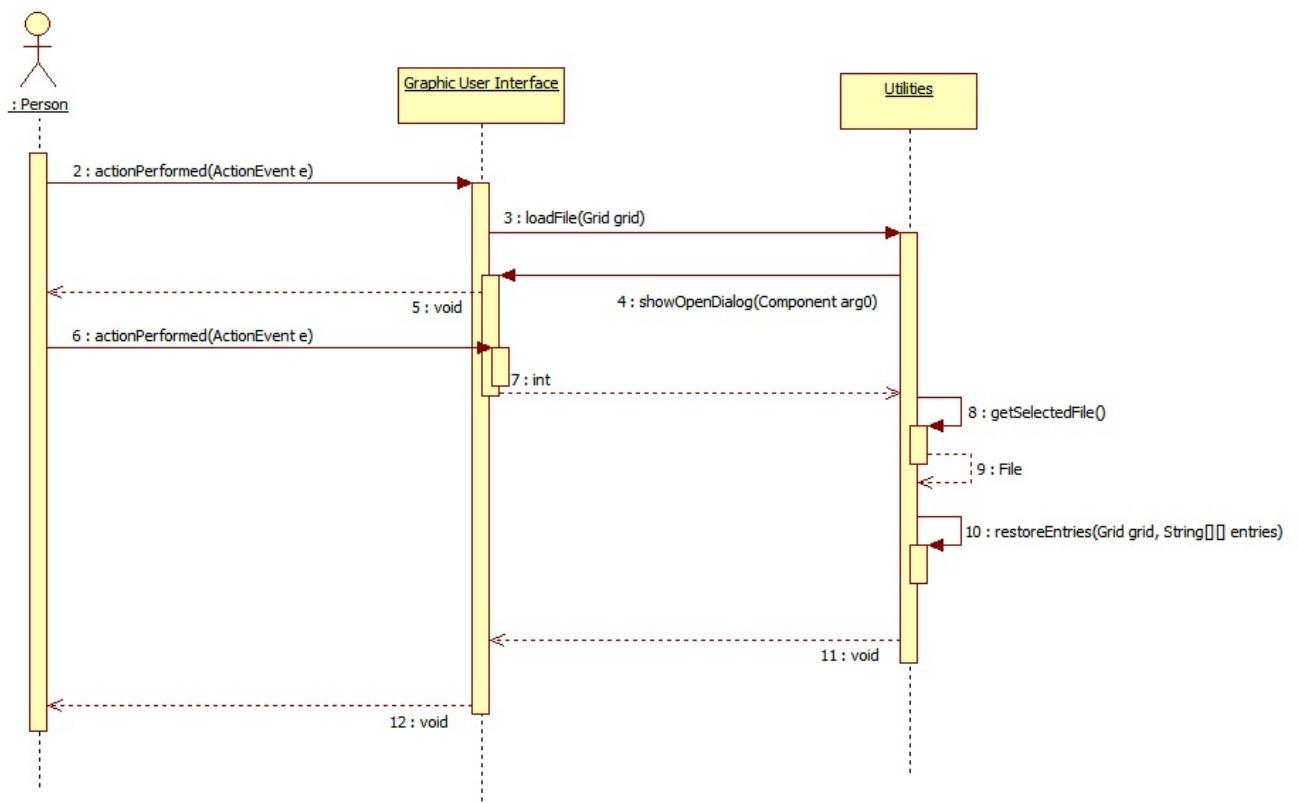 : Person
Graphic User Interface
Utilities
2 : actionPerformed(ActionEvent e)
3 : loadFile(Grid grid)
4 : showOpenDialog(Component arg0)
5 : void
6 : actionPerformed(ActionEvent e)
7 : int
8 : getSelectedFile()
9 : File
10 : restoreEntries(Grid grid, String[][] entries)
11 : void
12 : void